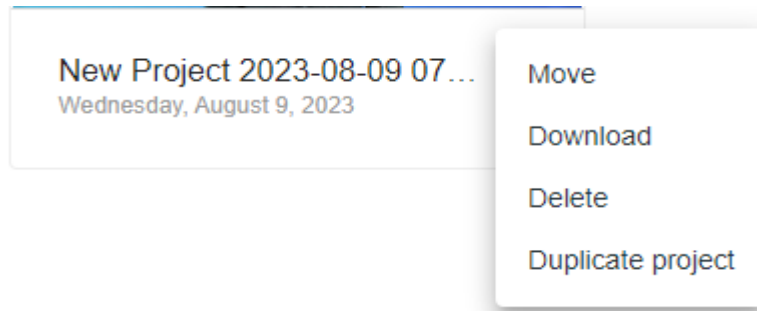 New Project 2023-08-09 07...
Wednesday, August 9, 2023
Move
Download
Delete
Duplicate project